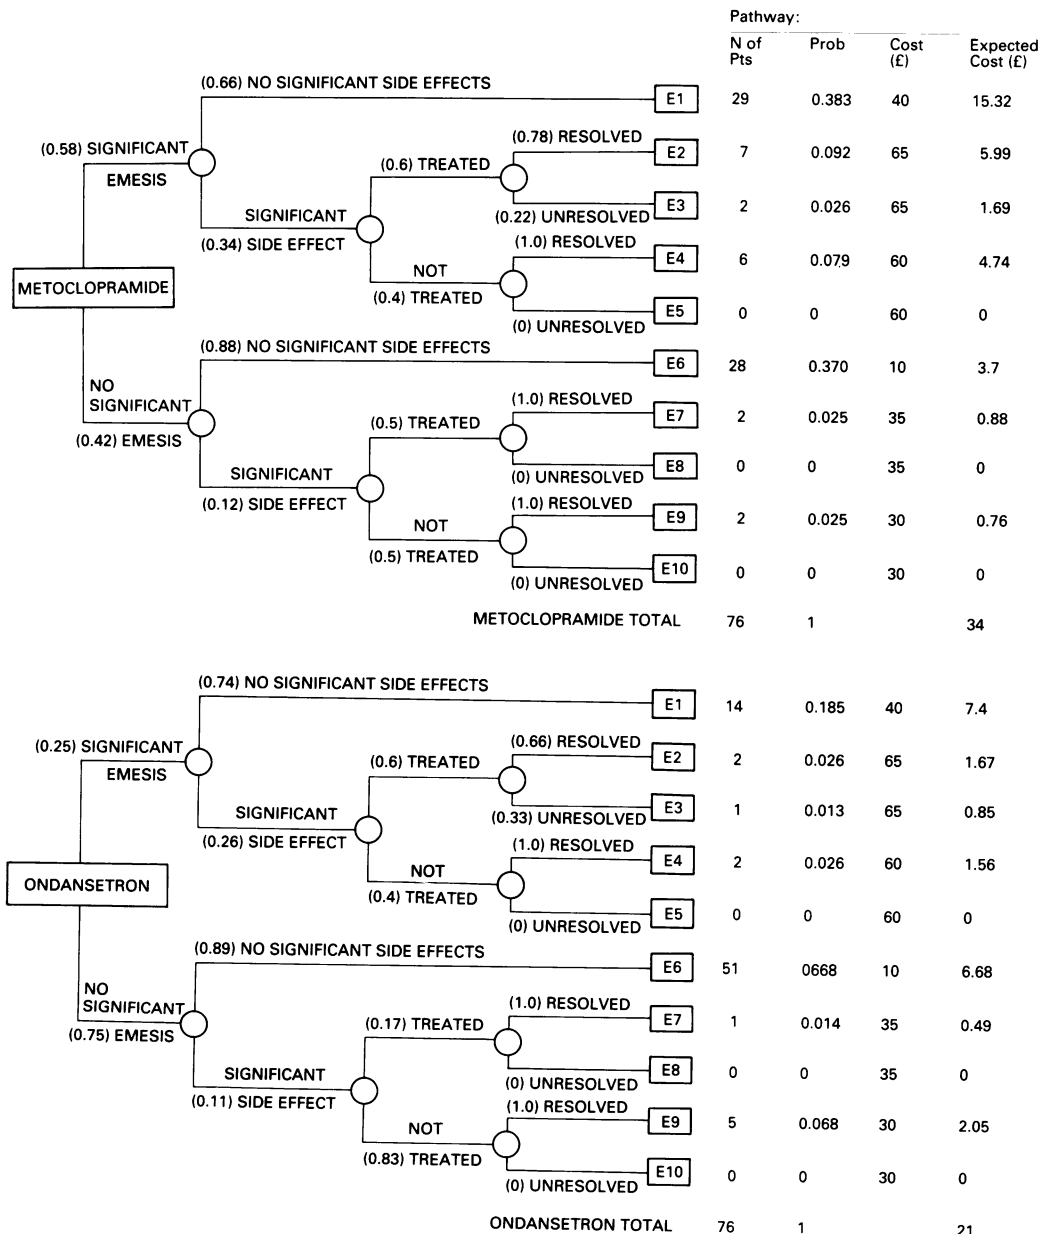 Pathway:
N of Pts Prob Cost (£) Expected Cost (£)
(0.66) NO SIGNIFICANT SIDE EFFECTS
E1 29 0.383 40 15.32
(0.58) SIGNIFICANT
EMESIS
(0.78) RESOLVED
(0.6) TREATED
E2 7 0.092 65 5.99
SIGNIFICANT
(0.34) SIDE EFFECT
(0.22) UNRESOLVED
E3 2 0.026 65 1.69
(1.0) RESOLVED
NOT
(0.4) TREATED
E4 6 0.079 60 4.74
METOCLOPRAMIDE
(0) UNRESOLVED
E5 0 0 60 0
(0.88) NO SIGNIFICANT SIDE EFFECTS
E6 28 0.370 10 3.7
NO
SIGNIFICANT
(0.42) EMESIS
(1.0) RESOLVED
(0.5) TREATED
E7 2 0.025 35 0.88
SIGNIFICANT
(0.12) SIDE EFFECT
(0) UNRESOLVED
E8 0 0 35 0
(1.0) RESOLVED
NOT
(0.5) TREATED
E9 2 0.025 30 0.76
(0) UNRESOLVED
E10 0 0 30 0
METOCLOPRAMIDE TOTAL 76 1 34
(0.74) NO SIGNIFICANT SIDE EFFECTS
E1 14 0.185 40 7.4
(0.25) SIGNIFICANT
EMESIS
(0.66) RESOLVED
(0.6) TREATED
E2 2 0.026 65 1.67
SIGNIFICANT
(0.26) SIDE EFFECT
(0.33) UNRESOLVED
E3 1 0.013 65 0.85
(1.0) RESOLVED
NOT
(0.4) TREATED
E4 2 0.026 60 1.56
ONDANSETRON
(0) UNRESOLVED
E5 0 0 60 0
(0.89) NO SIGNIFICANT SIDE EFFECTS
E6 51 0668 10 6.68
NO
SIGNIFICANT
(0.75) EMESIS
(1.0) RESOLVED
(0.17) TREATED
E7 1 0.014 35 0.49
SIGNIFICANT
(0.11) SIDE EFFECT
(0) UNRESOLVED
E8 0 0 35 0
(1.0) RESOLVED
NOT
(0.83) TREATED
E9 5 0.068 30 2.05
(0) UNRESOLVED
E10 0 0 30 0
ONDANSETRON TOTAL 76 1 21